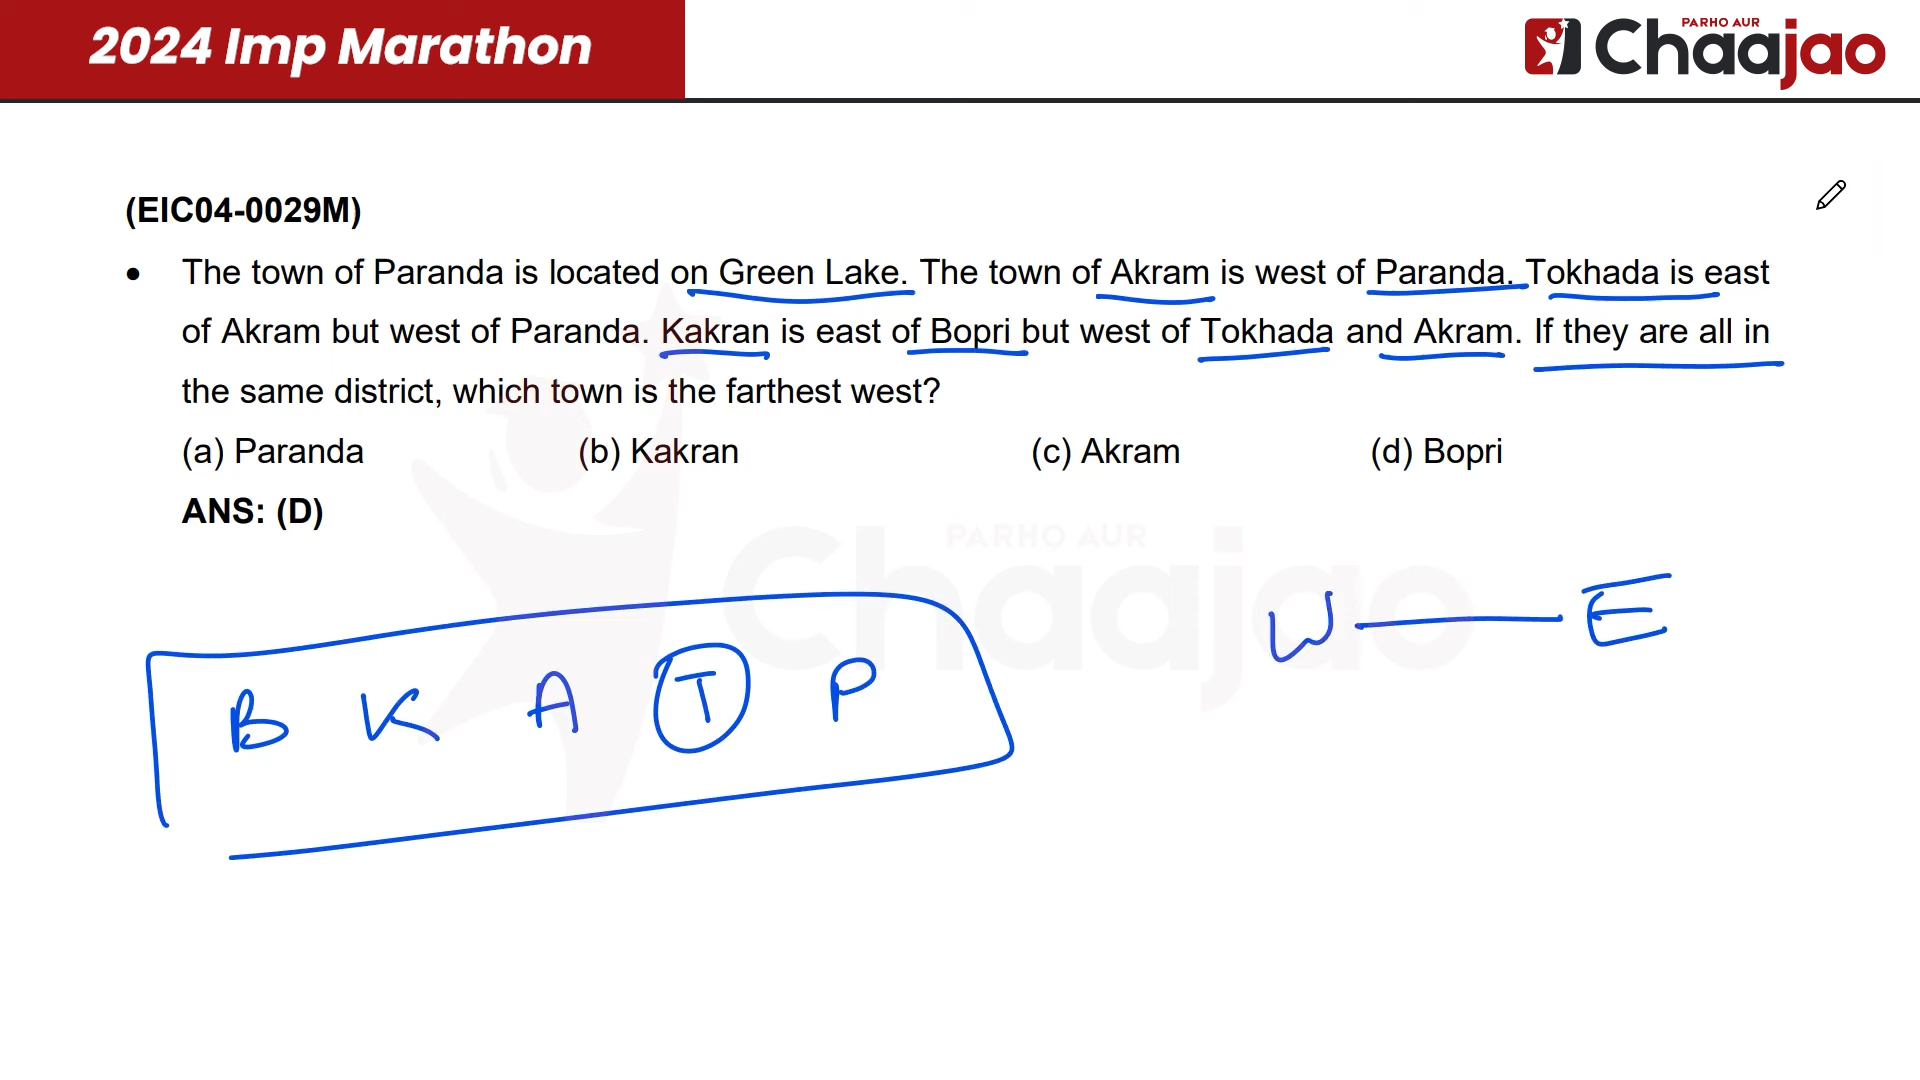 2024 Imp Marathon
PARHO AUR
Chaajao
(EIC04-0029M)
• The town of Paranda is located on Green Lake. The town of Akram is west of Paranda. Tokhada is east
of Akram but west of Paranda. Kakran is east of Bopri but west of Tokhada and Akram. If they are all in
the same district, which town is the farthest west?
(a) Paranda (b) Kakran (c) Akram (d) Bopri
ANS: (D)
PARHO AUR
Chaajao
W E
B K A T P